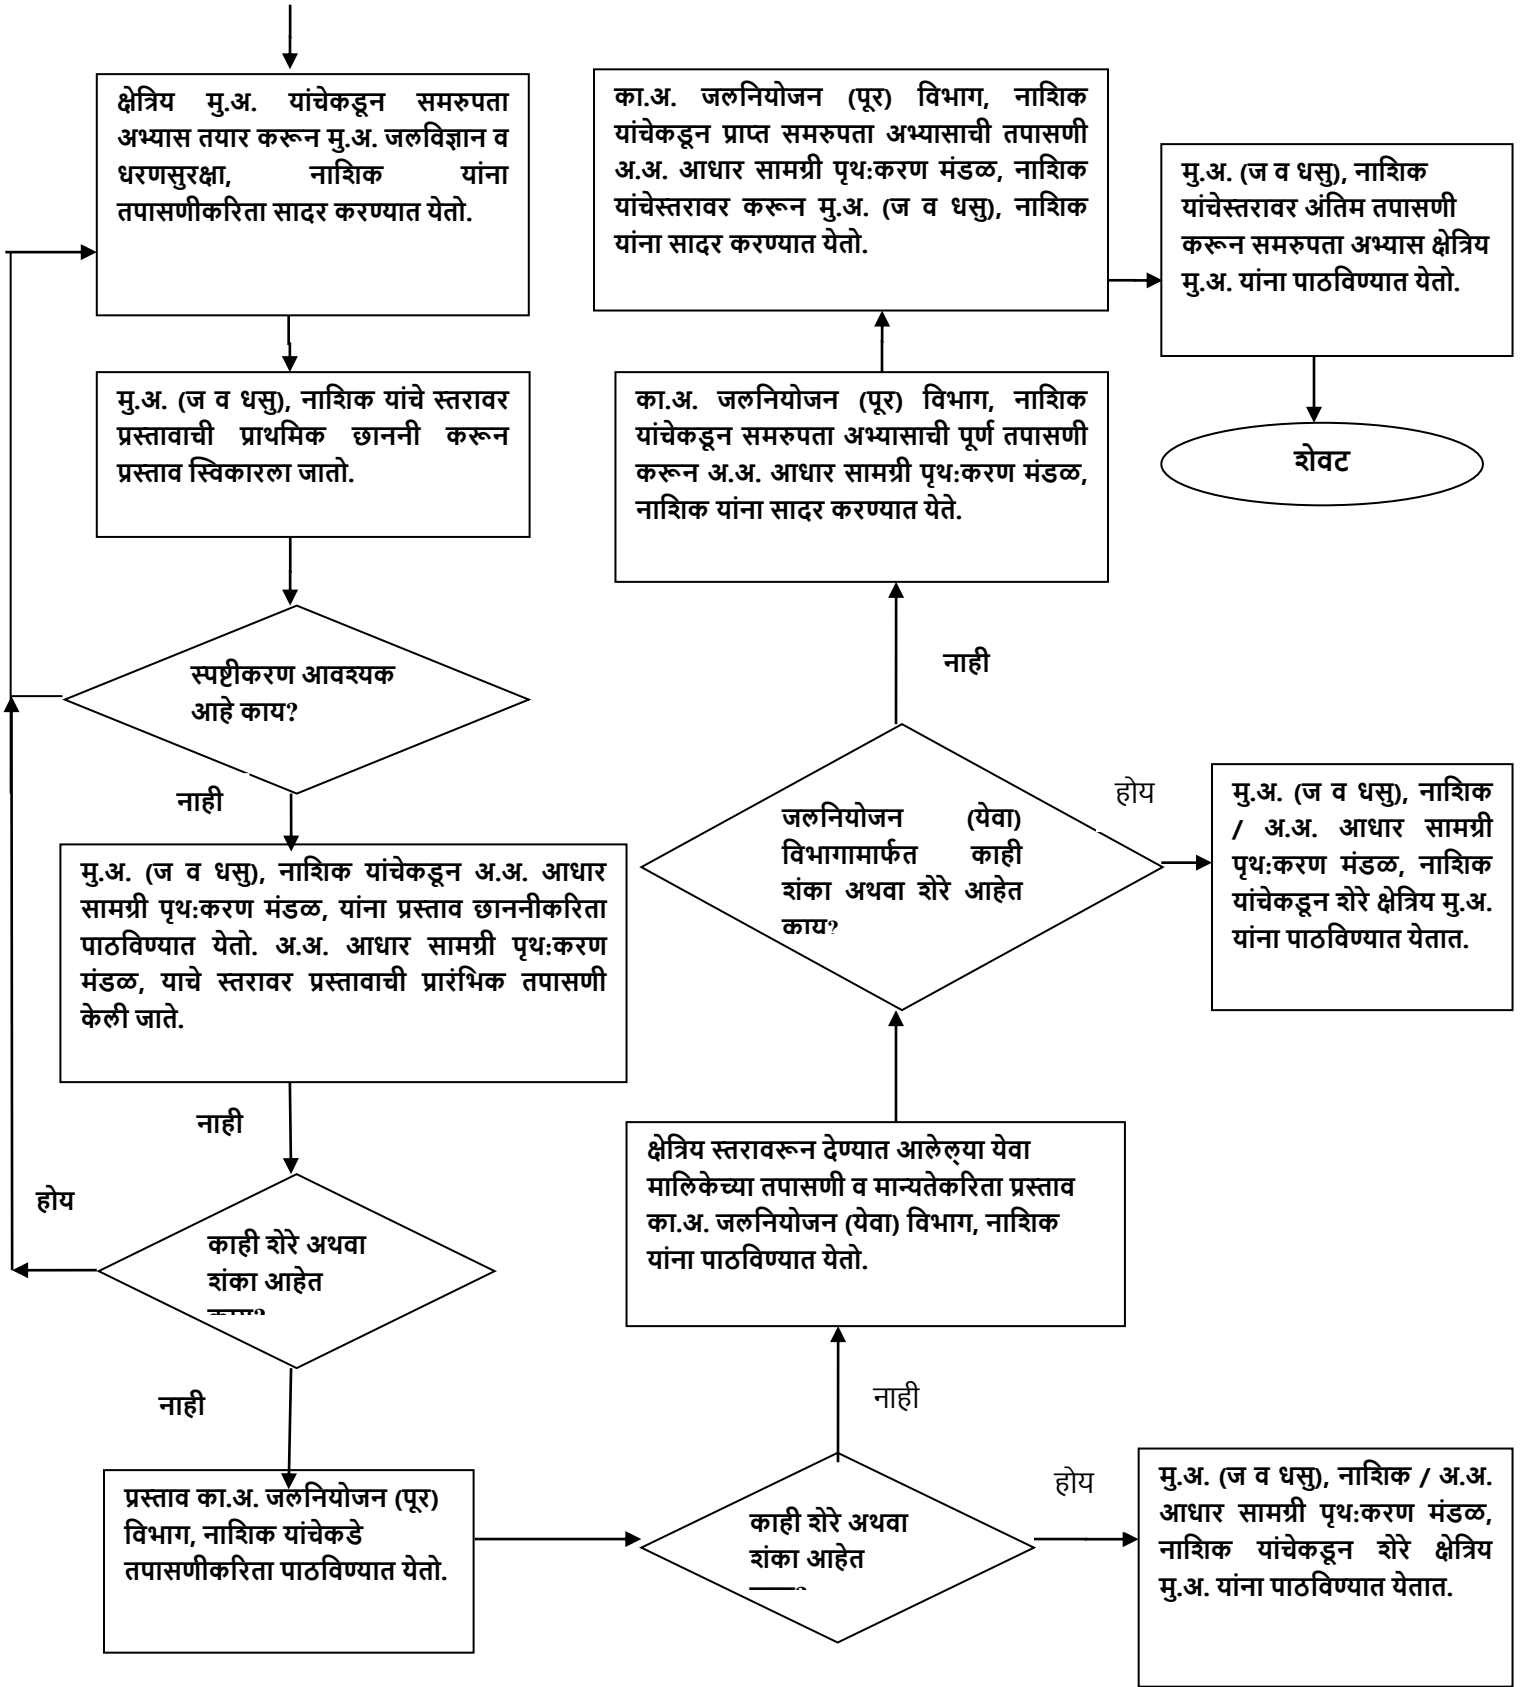 क्षेत्रिय मु.अ. यांचेकडून समरुपता
अभ्यास तयार करून मु.अ. जलविज्ञान व
धरणसुरक्षा, नाशिक यांना
तपासणीकरिता सादर करण्यात येतो.
मु.अ. (ज व धसु), नाशिक यांचे स्तरावर
प्रस्तावाची प्राथमिक छाननी करून
प्रस्ताव स्विकारला जातो.
स्पष्टीकरण आवश्यक
आहे काय?
नाही
मु.अ. (ज व धसु), नाशिक यांचेकडून अ.अ. आधार
सामग्री पृथ:करण मंडळ, यांना प्रस्ताव छाननीकरिता
पाठविण्यात येतो. अ.अ. आधार सामग्री पृथ:करण
मंडळ, याचे स्तरावर प्रस्तावाची प्रारंभिक तपासणी
केली जाते.
नाही
होय
काही शेरे अथवा
शंका आहेत
नाही
प्रस्ताव का.अ. जलनियोजन (पूर)
विभाग, नाशिक यांचेकडे
तपासणीकरिता पाठविण्यात येतो.
काही शेरे अथवा
शंका आहेत
होय
मु.अ. (ज व धसु), नाशिक / अ.अ.
आधार सामग्री पृथ:करण मंडळ,
नाशिक यांचेकडून शेरे क्षेत्रिय
मु.अ. यांना पाठविण्यात येतात.
नाही
क्षेत्रिय स्तरावरून देण्यात आलेल्‌या येवा
मालिकेच्या तपासणी व मान्यतेकरिता प्रस्ताव
का.अ. जलनियोजन (येवा) विभाग, नाशिक
यांना पाठविण्यात येतो.
जलनियोजन (येवा)
विभागामार्फत काही
शंका अथवा शेरे आहेत
काय?
होय
मु.अ. (ज व धसु), नाशिक
/ अ.अ. आधार सामग्री
पृथ:करण मंडळ, नाशिक
यांचेकडून शेरे क्षेत्रिय मु.अ.
यांना पाठविण्यात येतात.
नाही
का.अ. जलनियोजन (पूर) विभाग, नाशिक
यांचेकडून समरुपता अभ्यासाची पूर्ण तपासणी
करून अ.अ. आधार सामग्री पृथ:करण मंडळ,
नाशिक यांना सादर करण्यात येते.
का.अ. जलनियोजन (पूर) विभाग, नाशिक
यांचेकडून प्राप्त समरुपता अभ्यासाची तपासणी
अ.अ. आधार सामग्री पृथ:करण मंडळ, नाशिक
यांचेस्तरावर करून मु.अ. (ज व धसु), नाशिक
यांना सादर करण्यात येतो.
मु.अ. (ज व धसु), नाशिक
यांचेस्तरावर अंतिम तपासणी
करून समरुपता अभ्यास क्षेत्रिय
मु.अ. यांना पाठविण्यात येतो.
शेवट